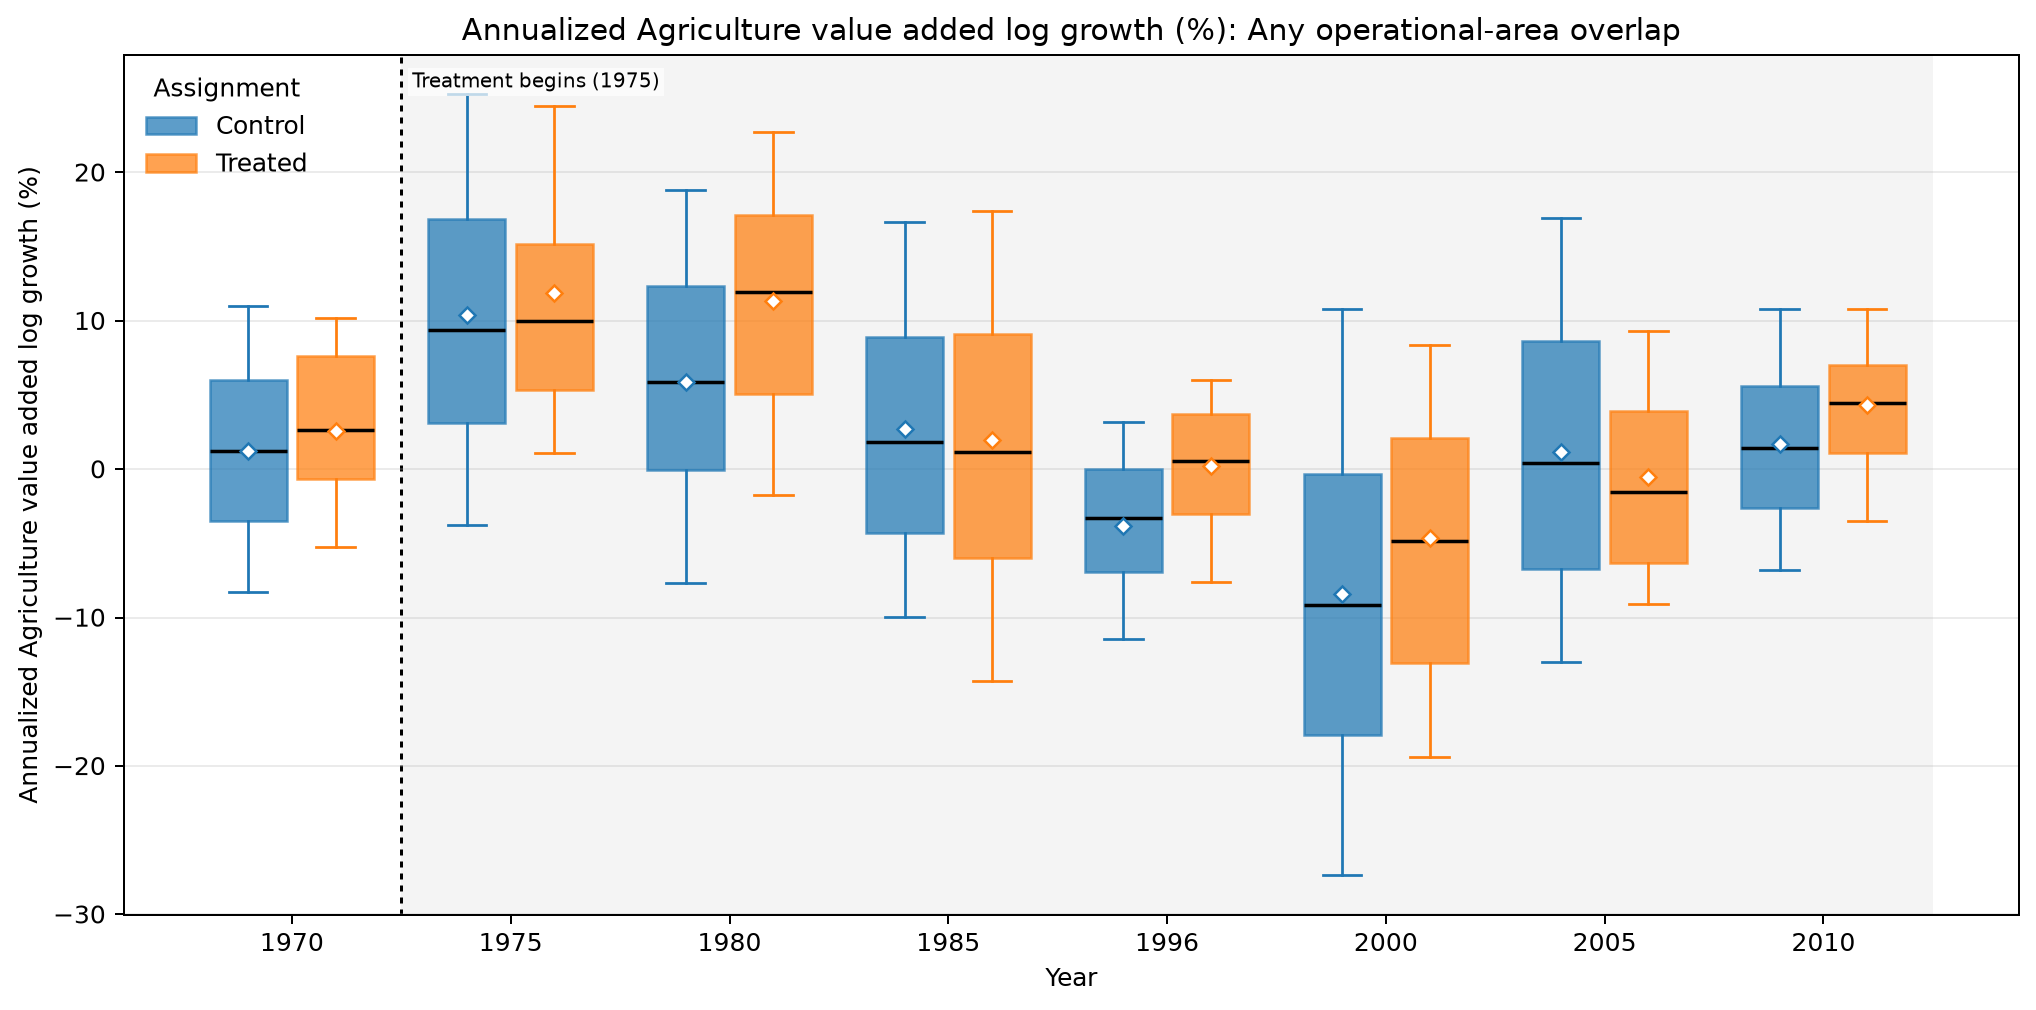 Annualized Agriculture value added log growth (%): Any operational-area overlap
Assignment
Control
Treated
Treatment begins (1975)
Annualized Agriculture value added log growth (%)
20
10
0
−10
−20
−30
1970
1975
1980
1985
1996
2000
2005
2010
Year